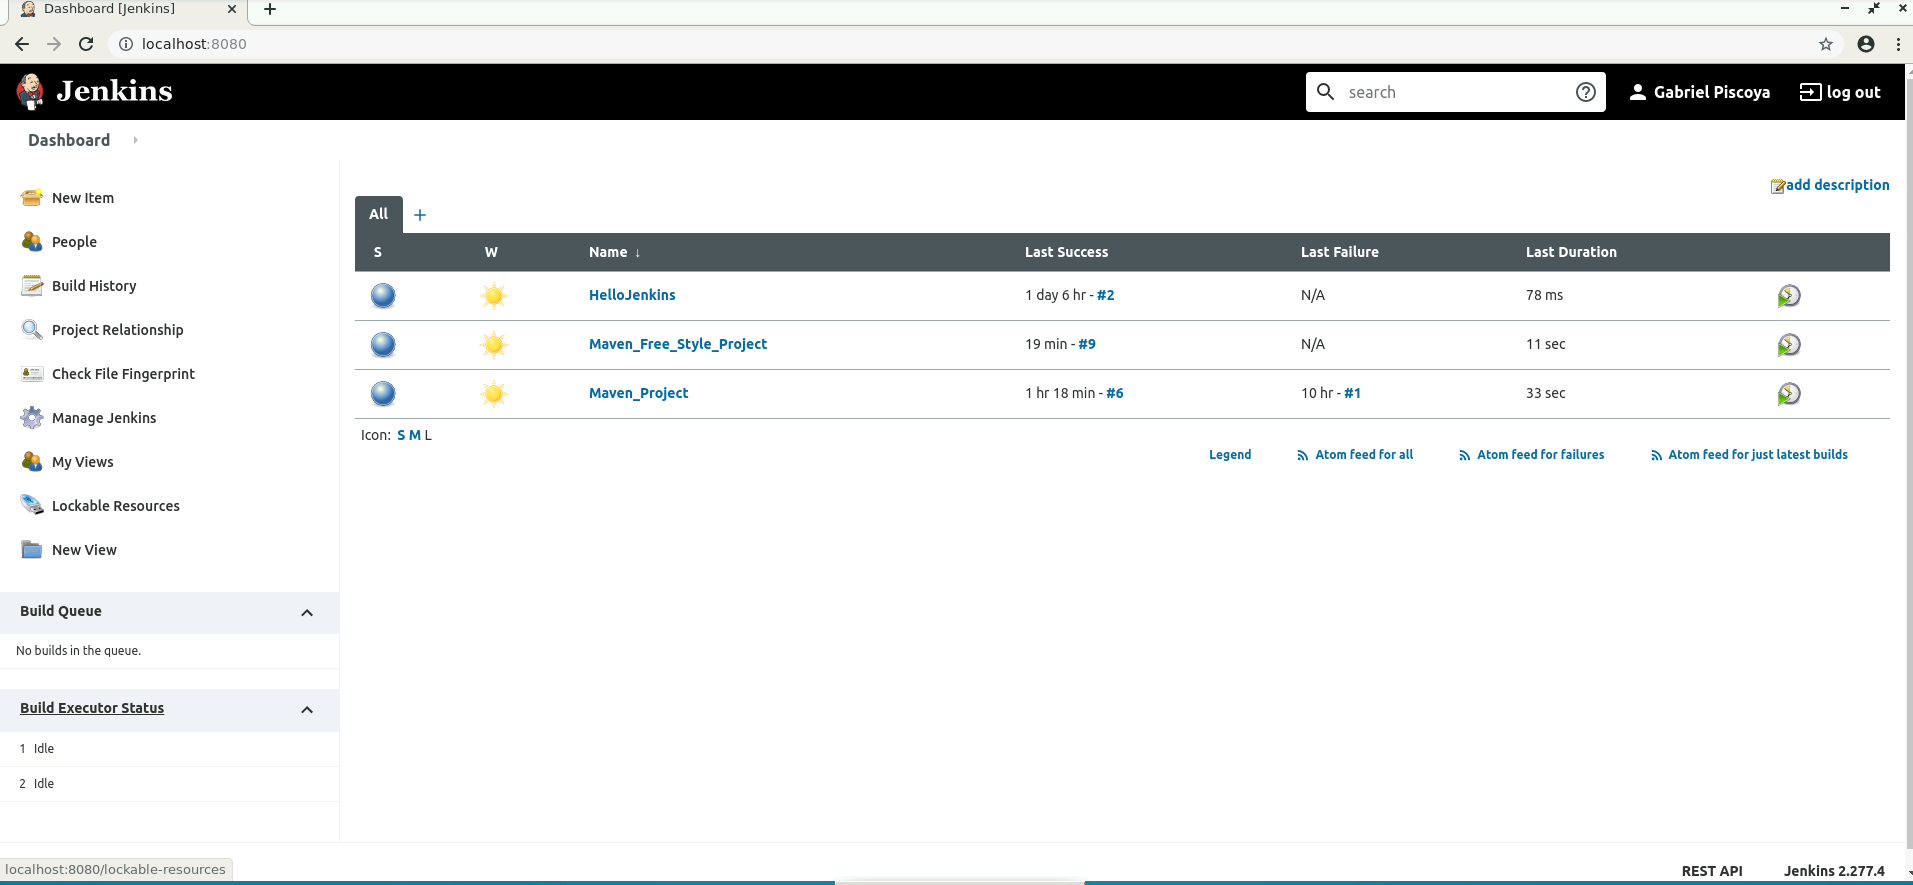 Dashboard [Jenkins]
localhost:8080
Jenkins
search
Gabriel Piscoya
log out
Dashboard
New Item
People
Build History
Project Relationship
Check File Fingerprint
Manage Jenkins
My Views
Lockable Resources
New View
Build Queue
No builds in the queue.
Build Executor Status
1 Idle
2 Idle
add description
All +
S W Name ↓ Last Success Last Failure Last Duration
HelloJenkins 1 day 6 hr - #2 N/A 78 ms
Maven_Free_Style_Project 19 min - #9 N/A 11 sec
Maven_Project 1 hr 18 min - #6 10 hr - #1 33 sec
Icon: S M L
Legend Atom feed for all Atom feed for failures Atom feed for just latest builds
localhost:8080/lockable-resources
REST API Jenkins 2.277.4